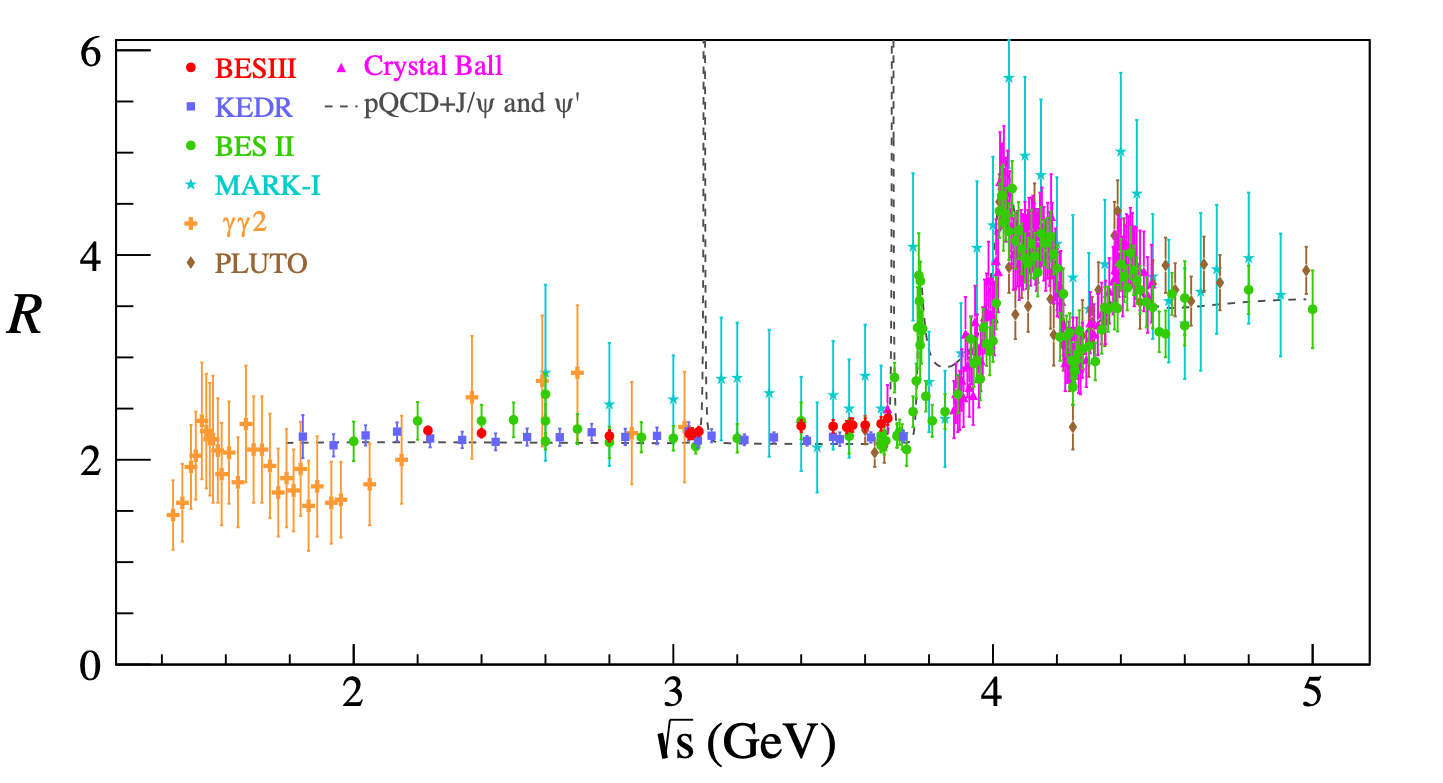 6
BESIII
Crystal Ball
KEDR
pQCD+J/ψ and ψ'
BES II
MARK-I
γγ2
PLUTO
4
R
2
0
2
3
4
5
√s (GeV)